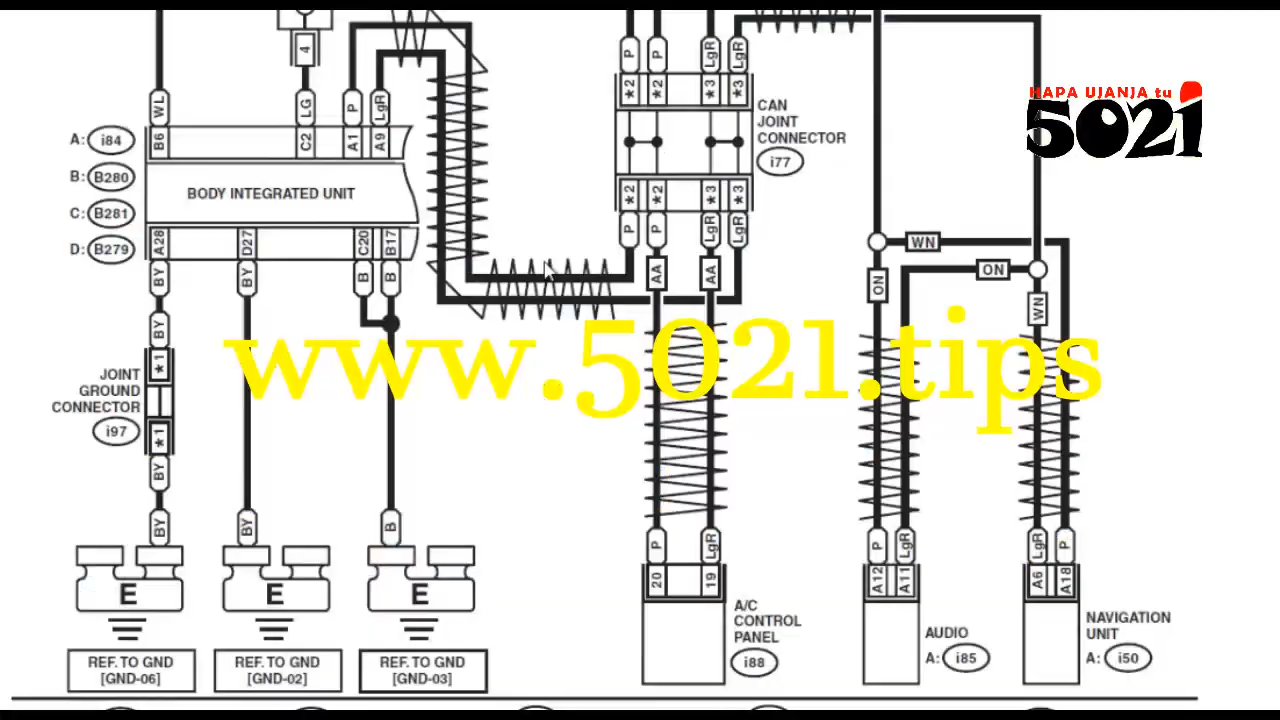 4
P
P
LgR
LgR
*2
*2
*3
*3
CAN
JOINT
CONNECTOR
i77
HAPA UJANJA tu
5021
WL
LG
P
LgR
A: i84
B6
C2
A1
A9
B: B280
BODY INTEGRATED UNIT
C: B281
D: B279
A28
D27
C20
B17
*2
*2
*3
*3
P
P
LgR
LgR
BY
BY
B
B
AA
AA
WN
ON
ON
WN
BY
www.5021.tips
*1
JOINT
GROUND
CONNECTOR
i97
*1
BY
BY
BY
B
P
LgR
P
LgR
LgR
P
20
19
A12
A11
A6
A18
E
E
E
A/C
CONTROL
PANEL
i88
AUDIO
A: i85
NAVIGATION
UNIT
A: i50
REF. TO GND
[GND-06]
REF. TO GND
[GND-02]
REF. TO GND
[GND-03]